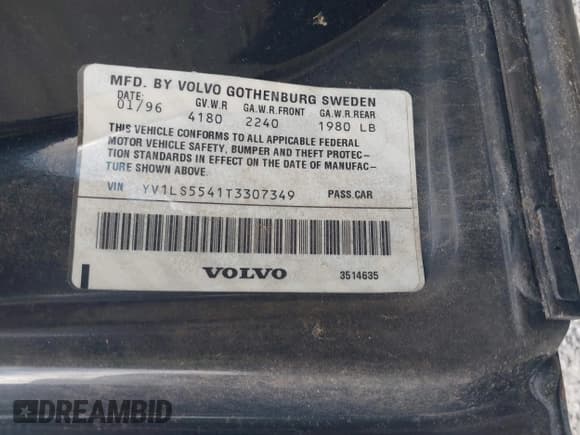 MFD. BY VOLVO GOTHENBURG SWEDEN
DATE: GV.W.R GA.W.R.FRONT GA.W.R.REAR
01/96 4180 2240 1980 LB
THIS VEHICLE CONFORMS TO ALL APPICABLE FEDERAL
MOTOR VEHICLE SAFETY, BUMPER AND THEFT PROTEC-
TION STANDARDS IN EFFECT ON THE DATE OF MANUFAC-
TURE SHOWN ABOVE.
VIN YV1LS5541T3307349 PASS.CAR
VOLVO 3514635
DREAMBID